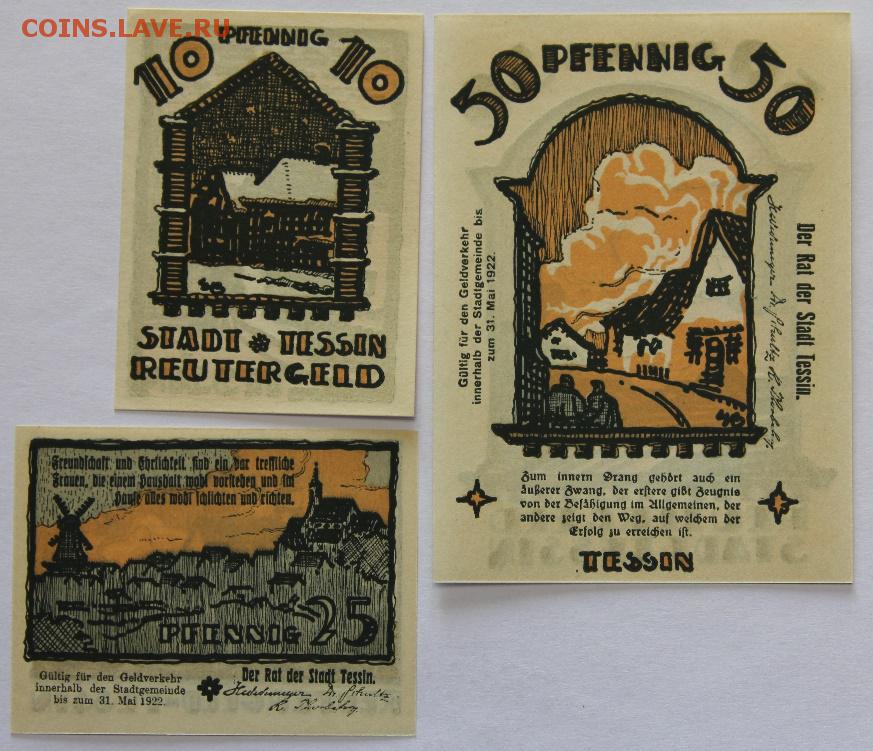 COINS.LAVE.РУ
10 PFENNIG 10
STADT TESSIN
REUTERGELD
50 PFENNIG 50
Gültig für den Geldverkehr
innerhalb der Stadtgemeinde bis
zum 31. Mai 1922.
Der Rat der Stadt Tessin.
Zum innern Drang gehört auch ein
äußerer Zwang, der erstere gibt Zeugnis
von der Befähigung im Allgemeinen, der
andere zeigt den Weg, auf welchem der
Erfolg zu erreichen ist.
TESSIN
Freundschaft und Ehrlichkeit sind ein par treffliche
Frauen, die einem Haushalt wohl vorstehen und im
Hause alles wohl schlichten und richten.
PFENNIG 25
Gültig für den Geldverkehr
innerhalb der Stadtgemeinde
bis zum 31. Mai 1922.
Der Rat der Stadt Tessin.